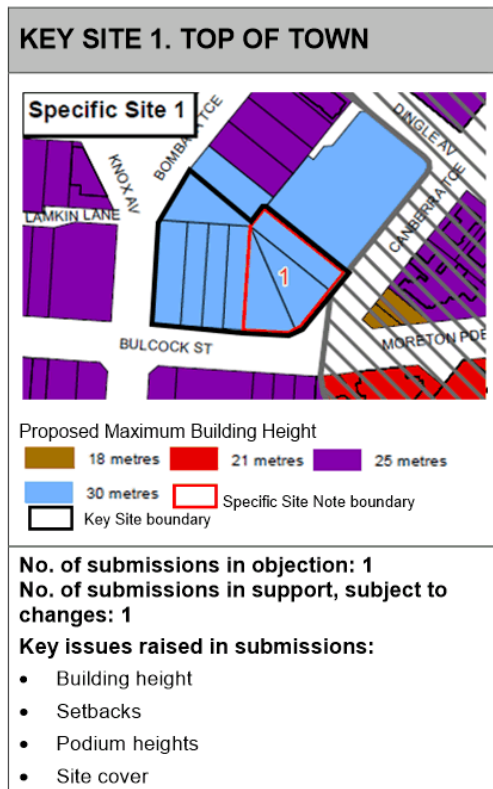 KEY SITE 1. TOP OF TOWN
Specific Site 1
KNOX AV
LAMKIN LANE
DINGLE AV
CANBERRA TCE
1
BULCOCK ST
MORETON PDE
Proposed Maximum Building Height
18 metres
21 metres
25 metres
30 metres
Specific Site Note boundary
Key Site boundary
No. of submissions in objection: 1
No. of submissions in support, subject to
changes: 1
Key issues raised in submissions:
• Building height
• Setbacks
• Podium heights
• Site cover